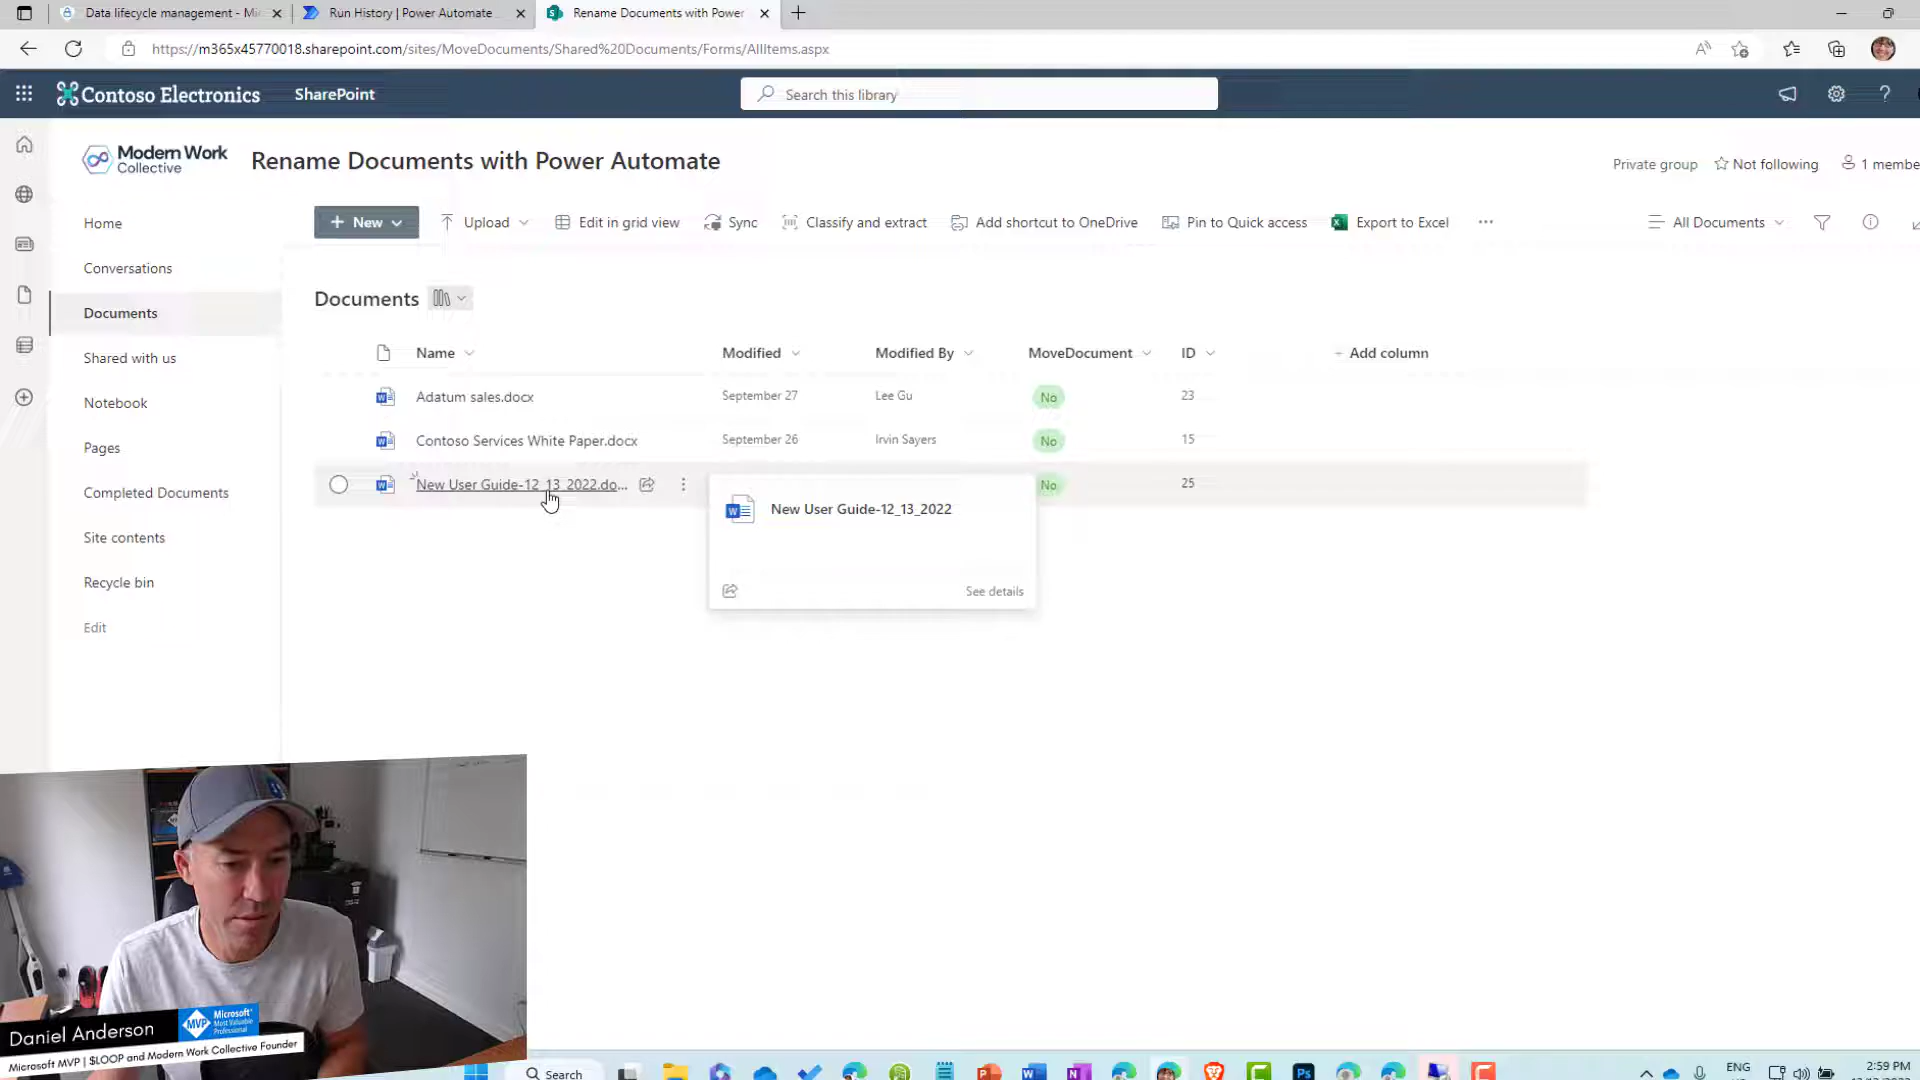 Data lifecycle management - Mi
Run History | Power Automate
Rename Documents with Power
https://m365x45770018.sharepoint.com/sites/MoveDocuments/Shared%20Documents/Forms/AllItems.aspx
Contoso Electronics
SharePoint
Search this library
Modern Work
Collective
Rename Documents with Power Automate
Private group
Not following
1 membe
Home
Conversations
Documents
Shared with us
Notebook
Pages
Completed Documents
Site contents
Recycle bin
Edit
+ New
Upload
Edit in grid view
Sync
Classify and extract
Add shortcut to OneDrive
Pin to Quick access
Export to Excel
...
All Documents
Documents
Name
Modified
Modified By
MoveDocument
ID
+ Add column
Adatum sales.docx
September 27
Lee Gu
No
23
Contoso Services White Paper.docx
September 26
Irvin Sayers
No
15
New User Guide-12_13_2022.do...
No
25
New User Guide-12_13_2022
See details
Daniel Anderson
MVP
Microsoft
Most Valuable
Professional
Microsoft MVP | $LOOP and Modern Work Collective Founder
Search
ENG
2:59 PM